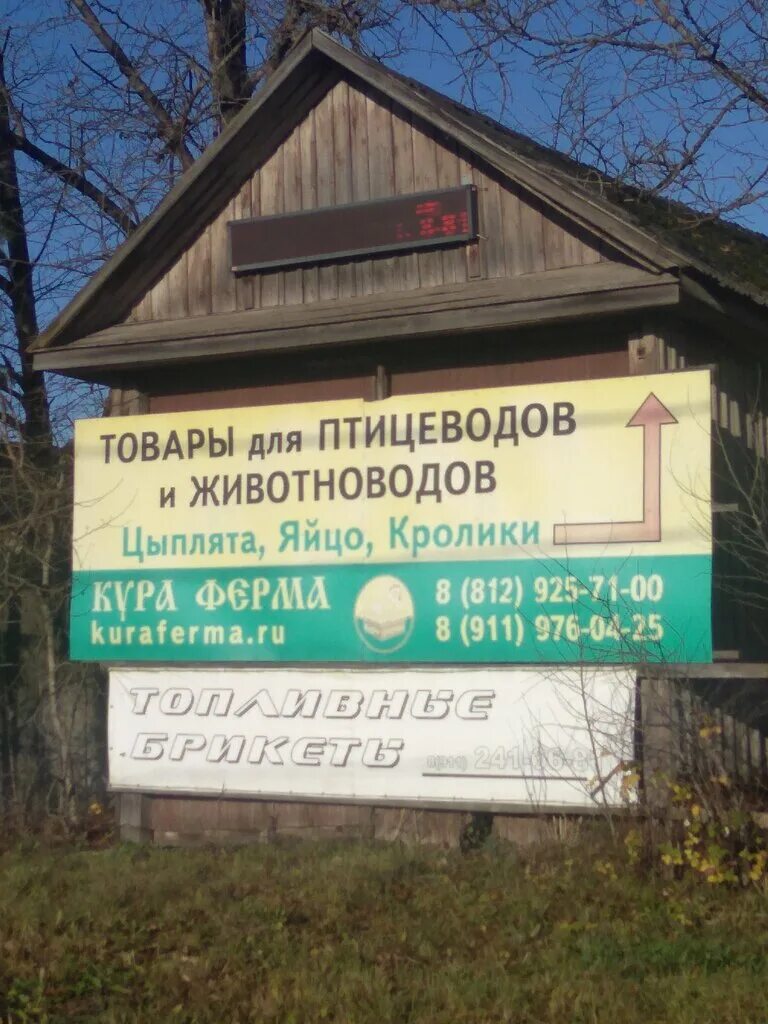 ТОВАРЫ для ПТИЦЕВОДОВ
и ЖИВОТНОВОДОВ
Цыплята, Яйцо, Кролики
КУРА ФЕРМА
kuraferma.ru
8 (812) 925-71-00
8 (911) 976-04-25
ТОПЛИВНЫЕ
БРИКЕТЫ